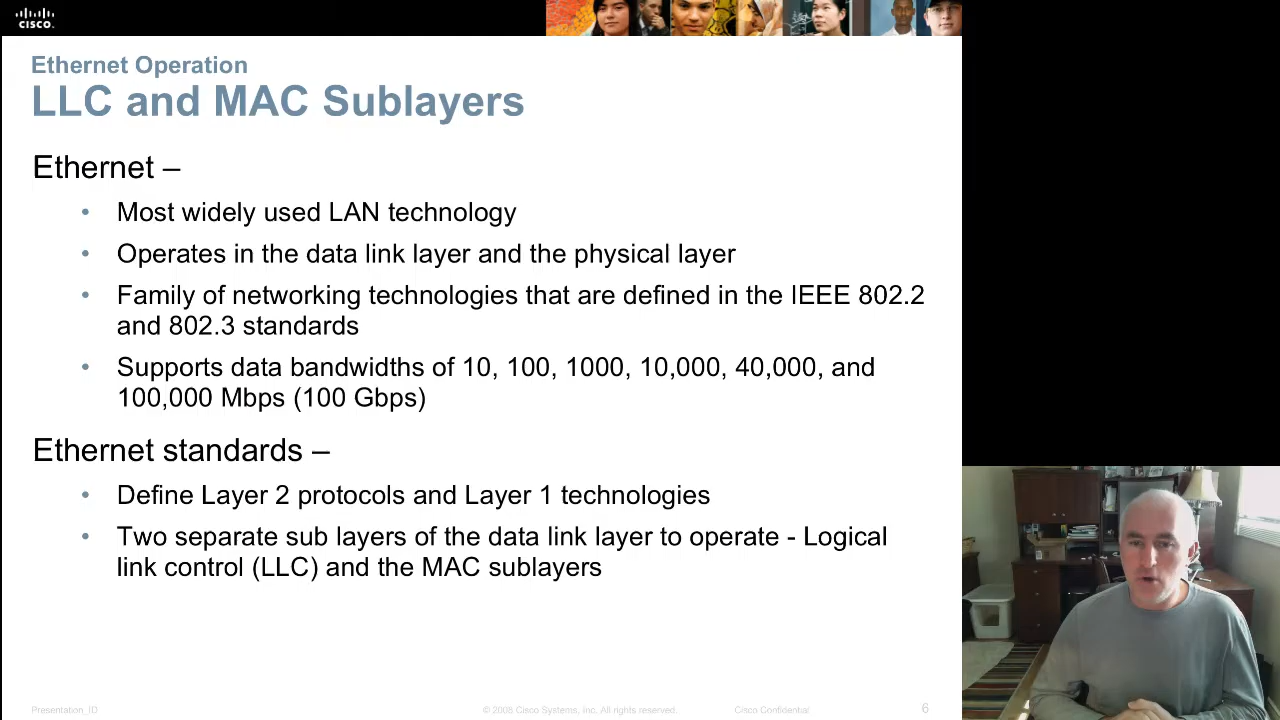 CISCO
Ethernet Operation
LLC and MAC Sublayers
Ethernet –
• Most widely used LAN technology
• Operates in the data link layer and the physical layer
• Family of networking technologies that are defined in the IEEE 802.2
and 802.3 standards
• Supports data bandwidths of 10, 100, 1000, 10,000, 40,000, and
100,000 Mbps (100 Gbps)
Ethernet standards –
• Define Layer 2 protocols and Layer 1 technologies
• Two separate sub layers of the data link layer to operate - Logical
link control (LLC) and the MAC sublayers
Presentation_ID © 2008 Cisco Systems, Inc. All rights reserved. Cisco Confidential 6